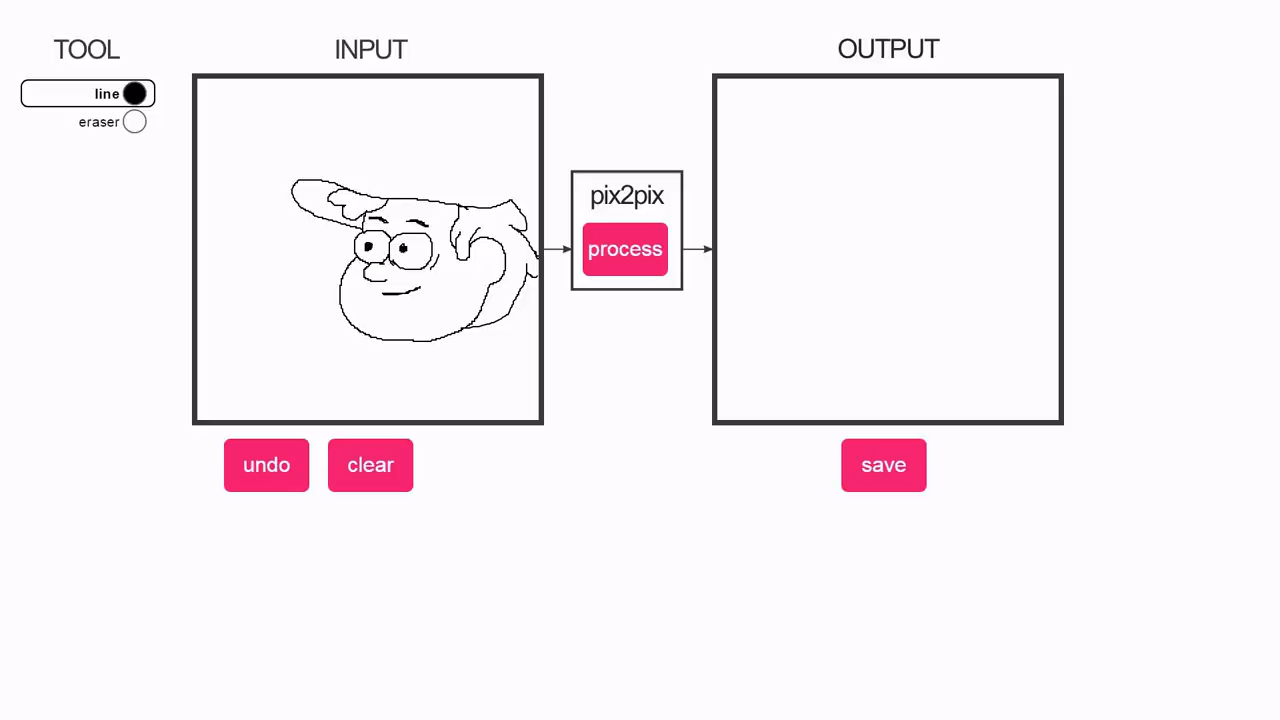 TOOL
INPUT
OUTPUT
line
eraser
pix2pix
process
undo
clear
save